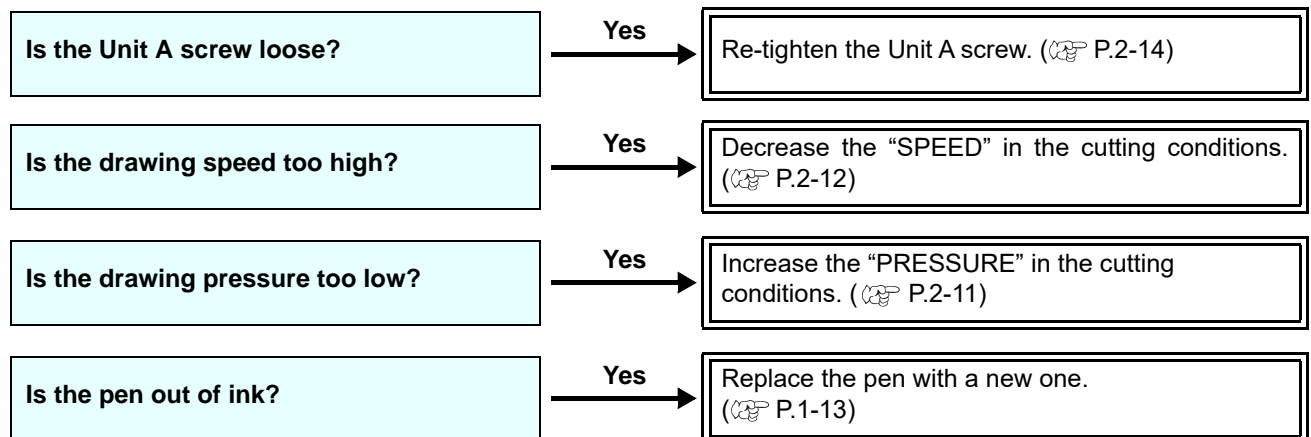 Is the Unit A screw loose?
Yes
Re-tighten the Unit A screw. (P.2-14)
Is the drawing speed too high?
Yes
Decrease the “SPEED” in the cutting conditions.
(P.2-12)
Is the drawing pressure too low?
Yes
Increase the “PRESSURE” in the cutting
conditions. ( P.2-11)
Is the pen out of ink?
Yes
Replace the pen with a new one.
(P.1-13)